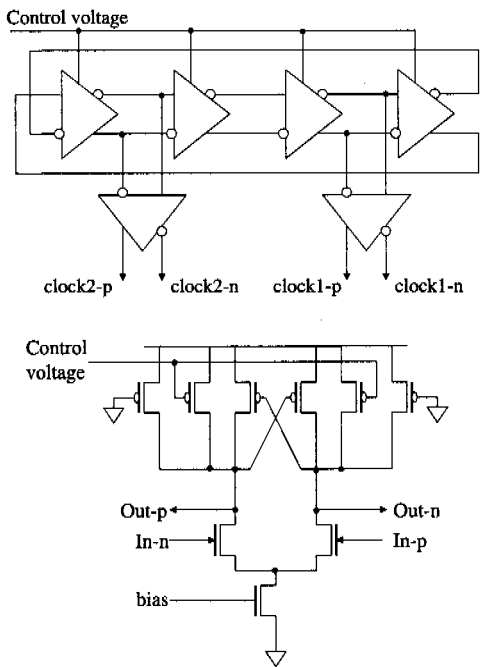 Control voltage
clock2-p
clock2-n
clock1-p
clock1-n
Control
voltage
Out-p
Out-n
In-n
In-p
bias